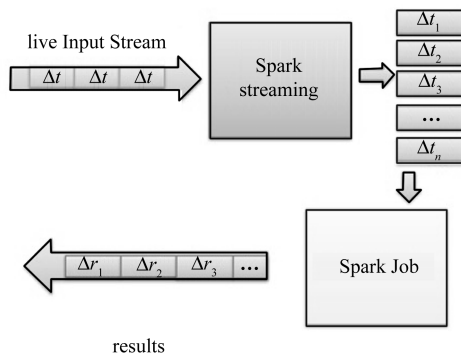 live Input Stream
Δt Δt Δt
Spark
streaming
Δt₁
Δt₂
Δt₃
...
Δtₙ
Spark Job
Δr₁ Δr₂ Δr₃ ...
results